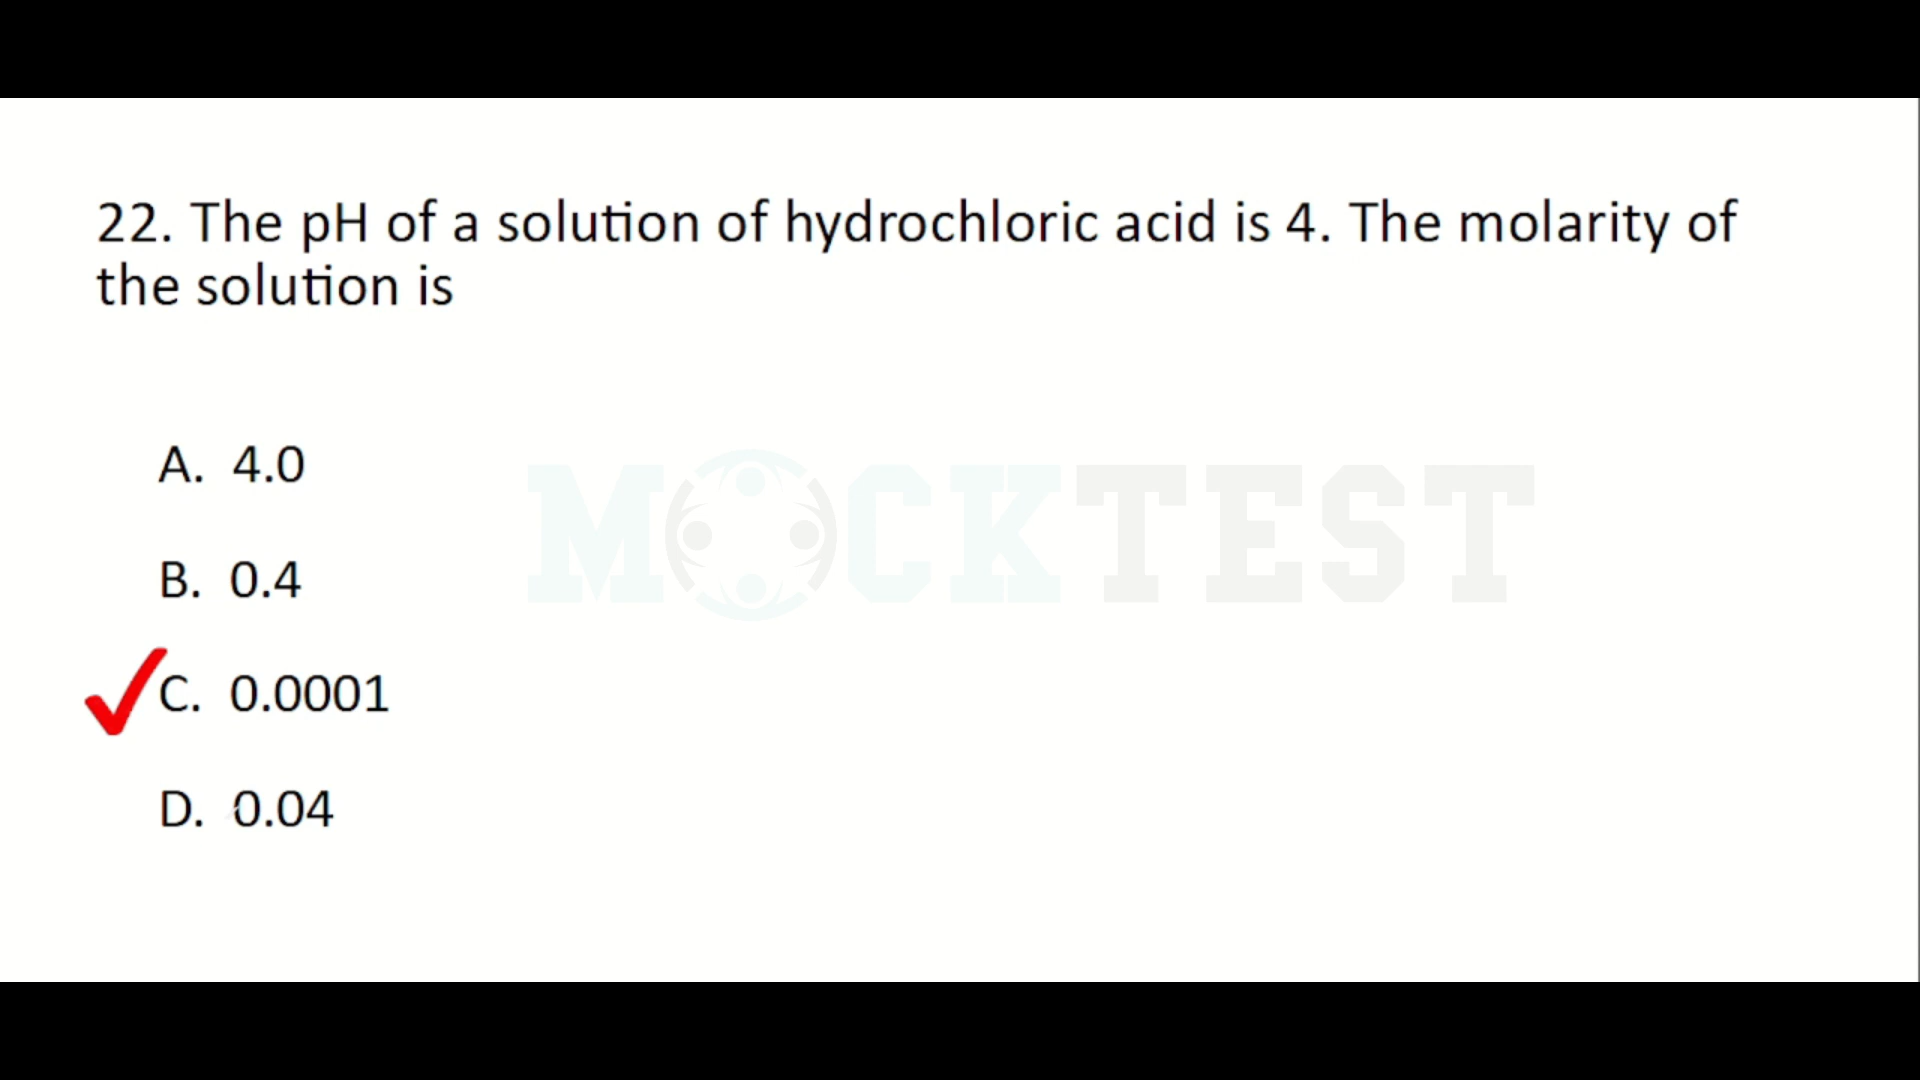 22. The pH of a solution of hydrochloric acid is 4. The molarity of
the solution is
MOCKTEST
A. 4.0
B. 0.4
C. 0.0001
D. 0.04